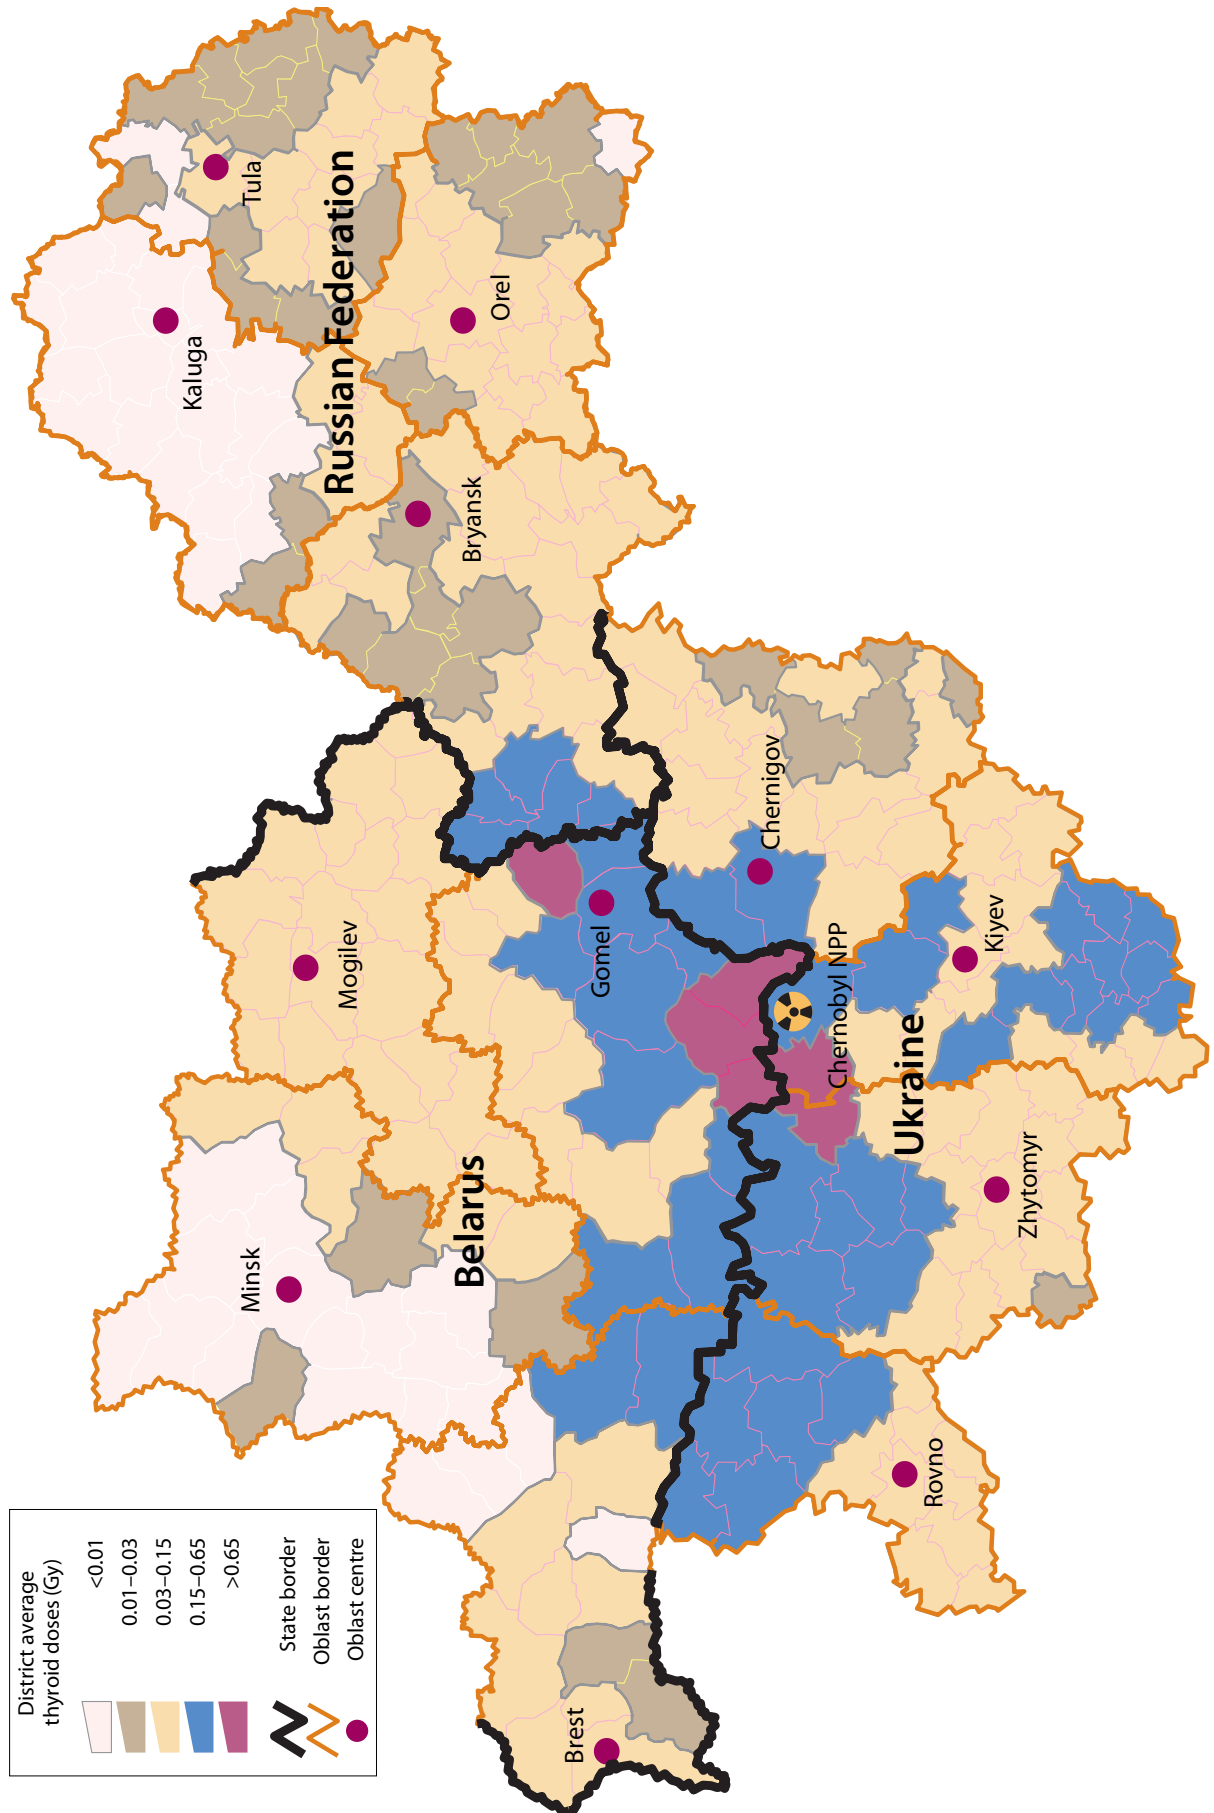 District average
thyroid doses (Gy)
<0.01
0.01–0.03
0.03–0.15
0.15–0.65
>0.65
State border
Oblast border
Oblast centre
Tula
Kaluga
Russian Federation
Orel
Bryansk
Mogilev
Minsk
Belarus
Gomel
Brest
Chernigov
Chernobyl NPP
Kiyev
Ukraine
Zhytomyr
Rovno